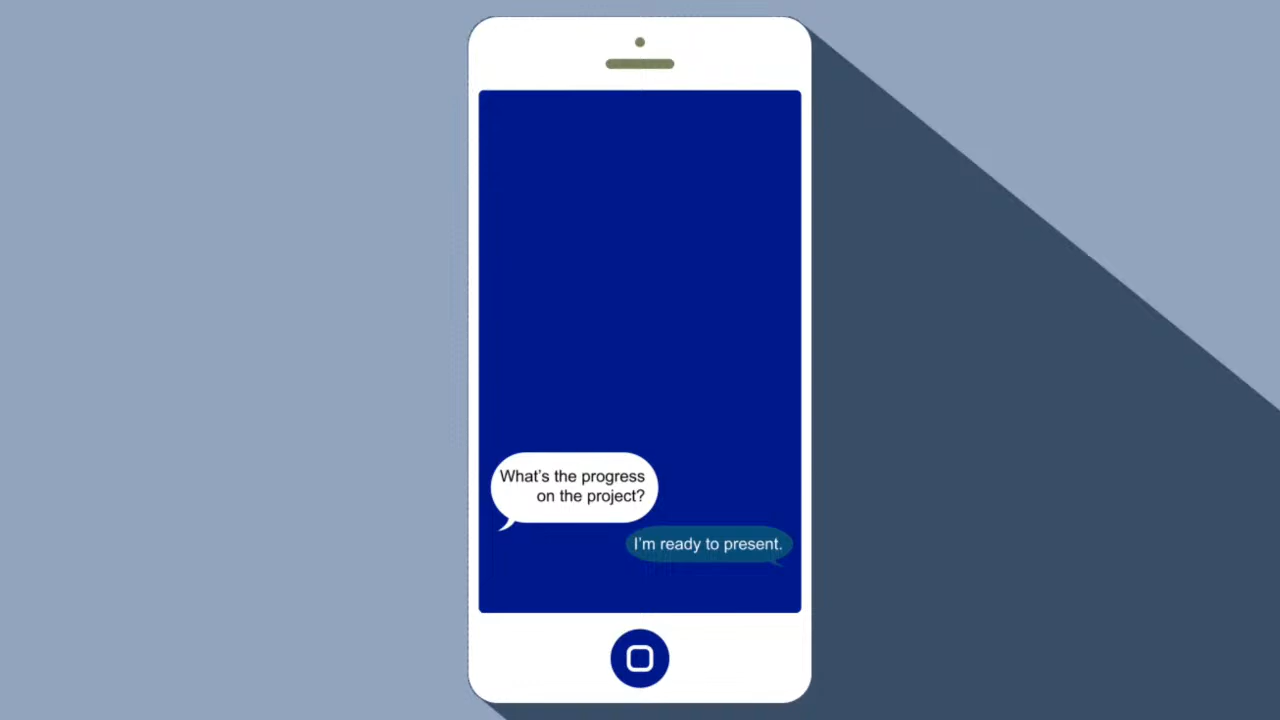 What’s the progress
on the project?
I’m ready to present.